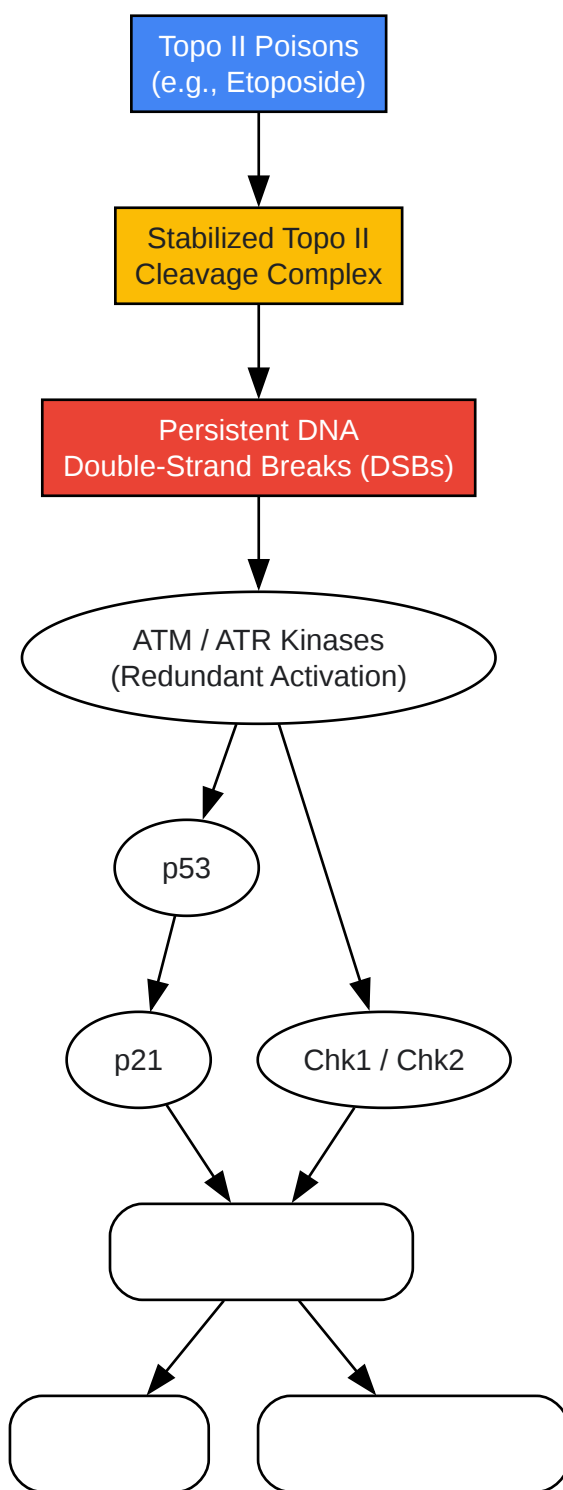 Topo II Poisons
(e.g., Etoposide)
Stabilized Topo II
Cleavage Complex
Persistent DNA
Double-Strand Breaks (DSBs)
ATM / ATR Kinases
(Redundant Activation)
p53
p21
Chk1 / Chk2